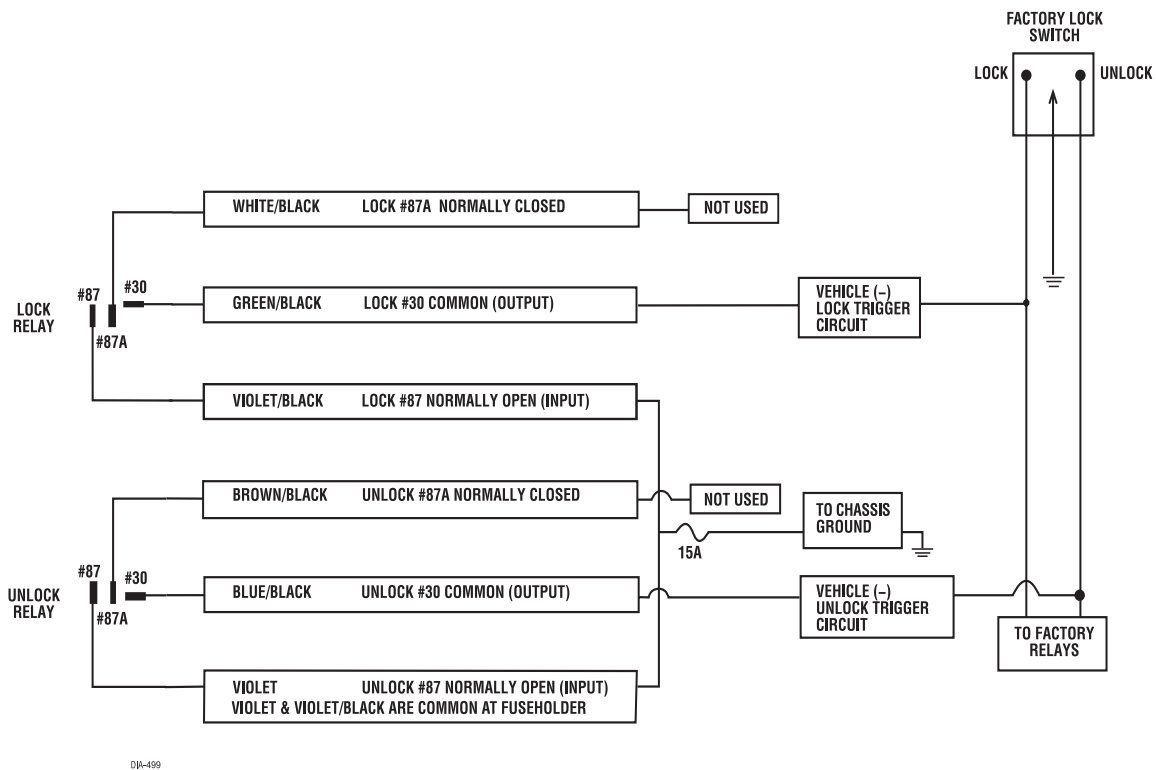 FACTORY LOCK
SWITCH
LOCK
UNLOCK
WHITE/BLACK LOCK #87A NORMALLY CLOSED
NOT USED
LOCK
RELAY
#87
#30
#87A
GREEN/BLACK LOCK #30 COMMON (OUTPUT)
VEHICLE (–)
LOCK TRIGGER
CIRCUIT
VIOLET/BLACK LOCK #87 NORMALLY OPEN (INPUT)
BROWN/BLACK UNLOCK #87A NORMALLY CLOSED
NOT USED
15A
TO CHASSIS
GROUND
UNLOCK
RELAY
#87
#30
#87A
BLUE/BLACK UNLOCK #30 COMMON (OUTPUT)
VEHICLE (–)
UNLOCK TRIGGER
CIRCUIT
TO FACTORY
RELAYS
VIOLET UNLOCK #87 NORMALLY OPEN (INPUT)
VIOLET & VIOLET/BLACK ARE COMMON AT FUSEHOLDER
DIA-499